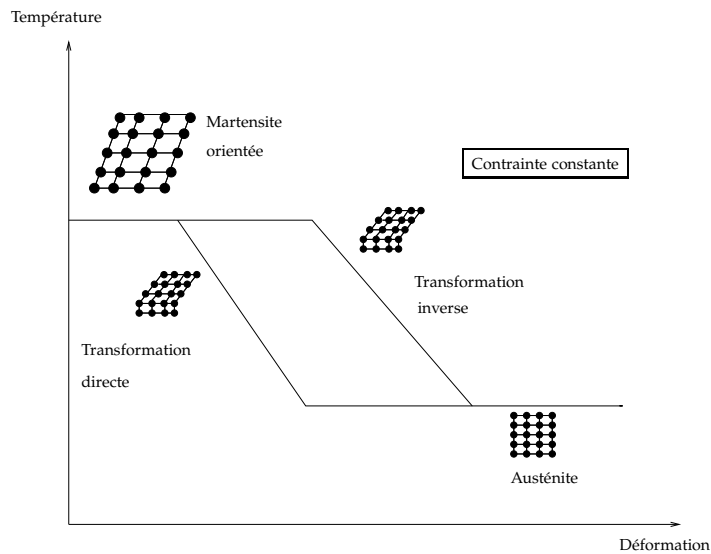 Température
Martensite
orientée
Contrainte constante
Transformation
inverse
Transformation
directe
Austénite
Déformation